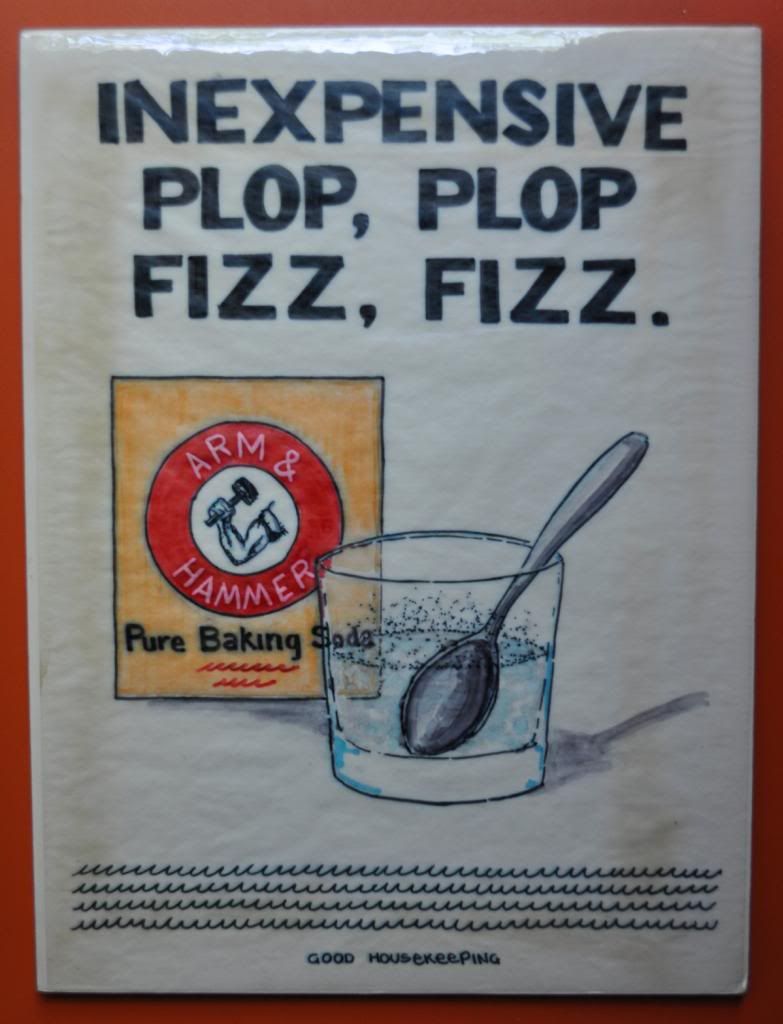 INEXPENSIVE
PLOP, PLOP
FIZZ, FIZZ.
ARM &
HAMMER
Pure Baking Soda
GOOD HOUSEKEEPING